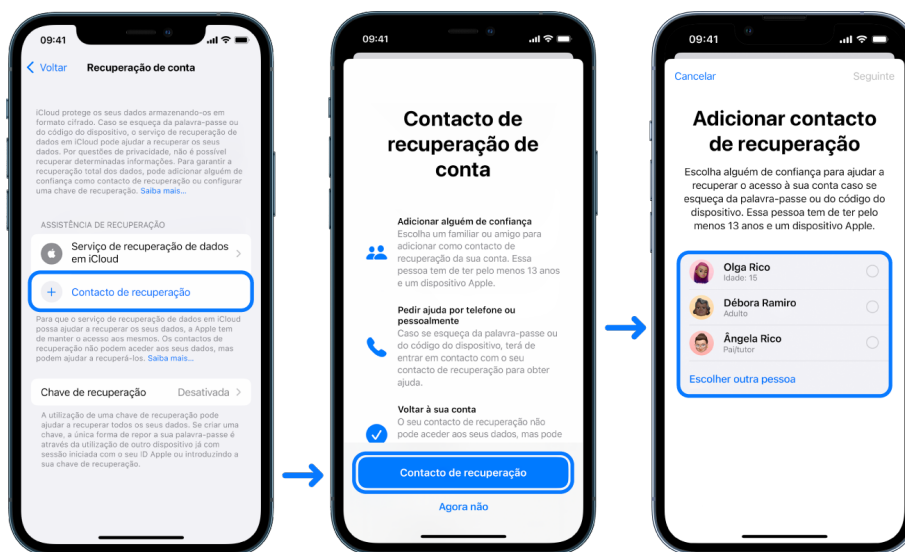 09:41
Voltar
Recuperação de conta
iCloud protege os seus dados armazenando-os em
formato cifrado. Caso se esqueça da palavra-passe ou
do código do dispositivo, o serviço de recuperação de
dados em iCloud pode ajudar a recuperar os seus
dados. Por questões de privacidade, não é possível
recuperar determinadas informações. Para garantir a
recuperação total dos dados, pode adicionar alguém de
confiança como contacto de recuperação ou configurar
uma chave de recuperação. Saiba mais...
ASSISTÊNCIA DE RECUPERAÇÃO
Serviço de recuperação de dados
em iCloud
Contacto de recuperação
Para que o serviço de recuperação de dados em iCloud
possa ajudar a recuperar os seus dados, a Apple tem
de manter o acesso aos mesmos. Os contactos de
recuperação não podem aceder aos seus dados, mas
podem ajudar a recuperá-los. Saiba mais...
Chave de recuperação Desativada
A utilização de uma chave de recuperação pode
ajudar a recuperar todos os seus dados. Se criar uma
chave, a única forma de repor a sua palavra-passe é
através da utilização de outro dispositivo já com
sessão iniciada com o seu ID Apple ou introduzindo a
sua chave de recuperação.
09:41
Contacto de
recuperação de
conta
Adicionar alguém de confiança
Escolha um familiar ou amigo para
adicionar como contacto de
recuperação da sua conta. Essa
pessoa tem de ter pelo menos 13 anos
e um dispositivo Apple.
Pedir ajuda por telefone ou
pessoalmente
Caso se esqueça da palavra-passe ou
do código do dispositivo, terá de
entrar em contacto com o seu
contacto de recuperação para obter
ajuda.
Voltar à sua conta
O seu contacto de recuperação não
pode aceder aos seus dados, mas pode
Contacto de recuperação
Agora não
09:41
Cancelar
Seguinte
Adicionar contacto
de recuperação
Escolha alguém de confiança para ajudar a
recuperar o acesso à sua conta caso se
esqueça da palavra-passe ou do código do
dispositivo. Essa pessoa tem de ter pelo
menos 13 anos e um dispositivo Apple.
Olga Rico
Idade: 15
Débora Ramiro
Adulto
Ângela Rico
Pai/tutor
Escolher outra pessoa